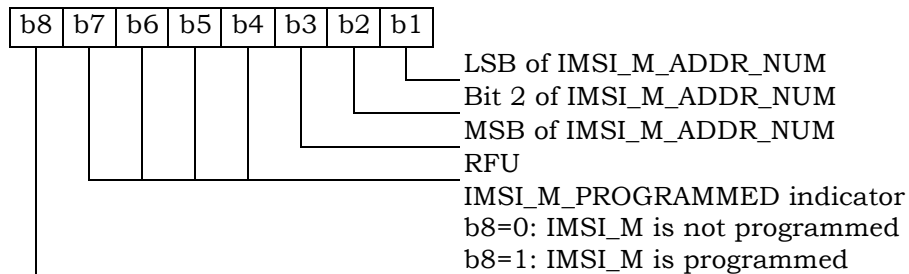 b8 b7 b6 b5 b4 b3 b2 b1
LSB of IMSI_M_ADDR_NUM
Bit 2 of IMSI_M_ADDR_NUM
MSB of IMSI_M_ADDR_NUM
RFU
IMSI_M_PROGRAMMED indicator
b8=0: IMSI_M is not programmed
b8=1: IMSI_M is programmed